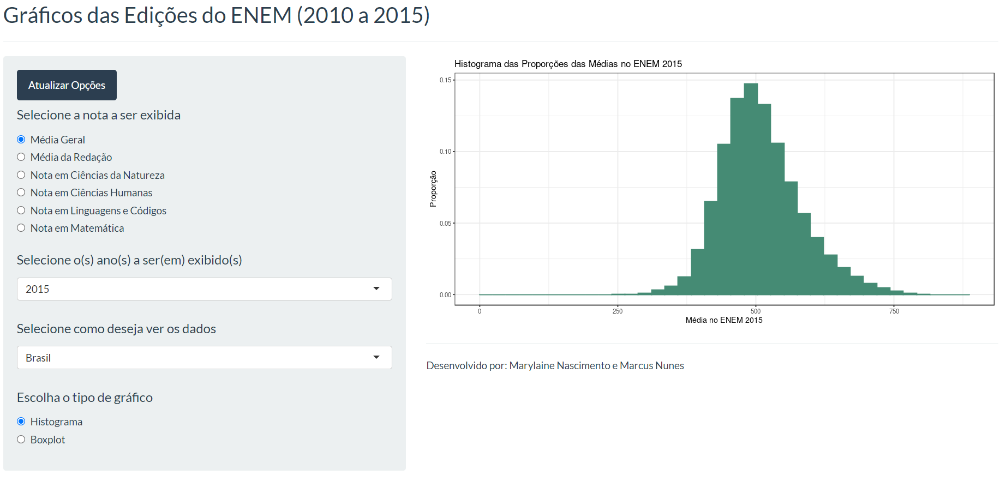 Gráficos das Edições do ENEM (2010 a 2015)
Atualizar Opções
Selecione a nota a ser exibida
Média Geral
Média da Redação
Nota em Ciências da Natureza
Nota em Ciências Humanas
Nota em Linguagens e Códigos
Nota em Matemática
Selecione o(s) ano(s) a ser(em) exibido(s)
2015
Selecione como deseja ver os dados
Brasil
Escolha o tipo de gráfico
Histograma
Boxplot
Histograma das Proporções das Médias no ENEM 2015
0.15
0.10
0.05
0.00
Proporção
0 250 500 750
Média no ENEM 2015
Desenvolvido por: Marylaine Nascimento e Marcus Nunes